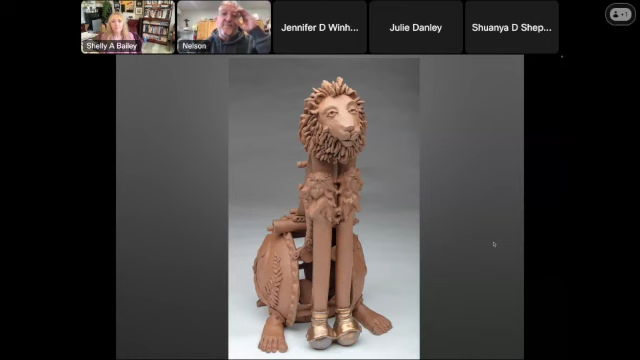 Shelly A Bailey
Nelson
Jennifer D Winh...
Julie Danley
Shuanya D Shep...